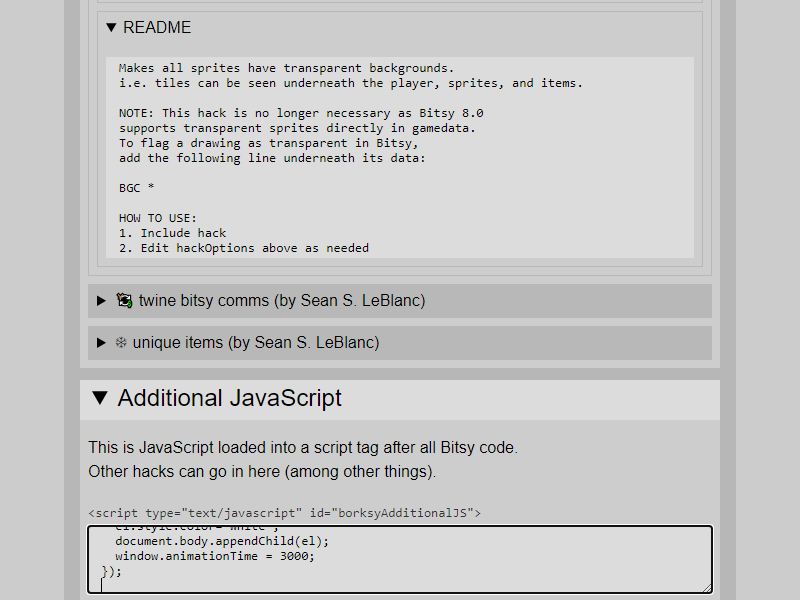 ▼ README
Makes all sprites have transparent backgrounds.
i.e. tiles can be seen underneath the player, sprites, and items.
NOTE: This hack is no longer necessary as Bitsy 8.0
supports transparent sprites directly in gamedata.
To flag a drawing as transparent in Bitsy,
add the following line underneath its data:
BGC *
HOW TO USE:
1. Include hack
2. Edit hackOptions above as needed
▶ twine bitsy comms (by Sean S. LeBlanc)
▶ ❄ unique items (by Sean S. LeBlanc)
▼ Additional JavaScript
This is JavaScript loaded into a script tag after all Bitsy code.
Other hacks can go in here (among other things).
<script type="text/javascript" id="borksyAdditionalJS">
el.style.color='white';
document.body.appendChild(el);
window.animationTime = 3000;
});